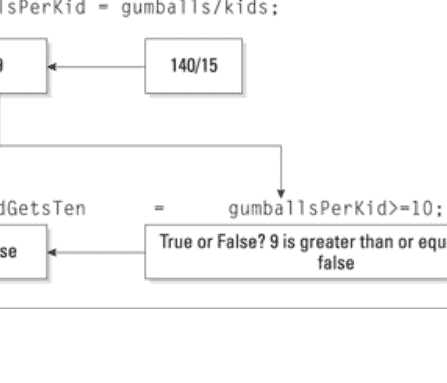 lsPerKid = gumballs/kids;
9
140/15
dGetsTen = gumballsPerKid>=10;
se
True or False? 9 is greater than or equ
false